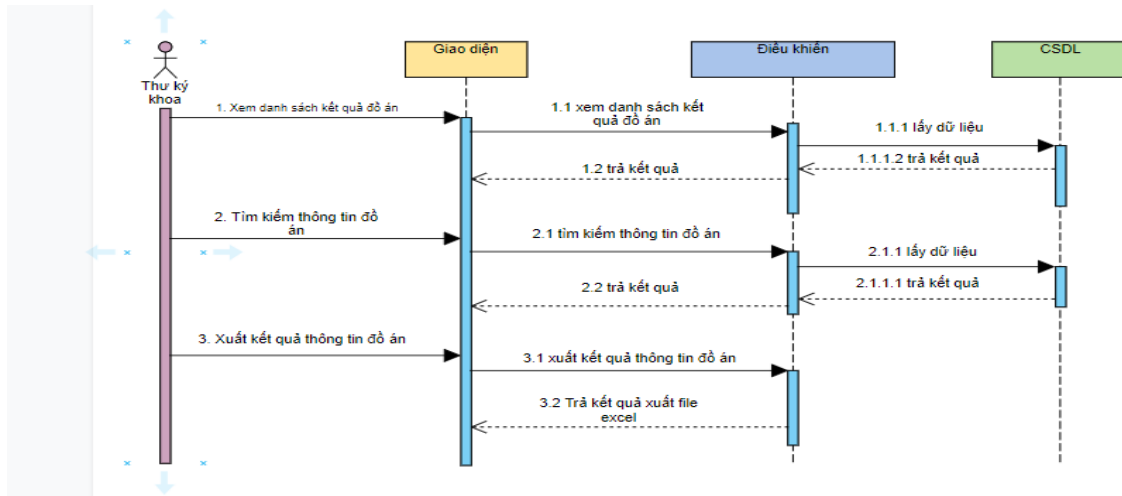 Giao diện
Điều khiển
CSDL
Thư ký
khoa
1. Xem danh sách kết quả đồ án
1.1 xem danh sách kết
quả đồ án
1.1.1 lấy dữ liệu
1.1.1.2 trả kết quả
1.2 trả kết quả
2. Tìm kiếm thông tin đồ
án
2.1 tìm kiếm thông tin đồ án
2.1.1 lấy dữ liệu
2.1.1.1 trả kết quả
2.2 trả kết quả
3. Xuất kết quả thông tin đồ án
3.1 xuất kết quả thông tin đồ án
3.2 Trả kết quả xuất file
excel